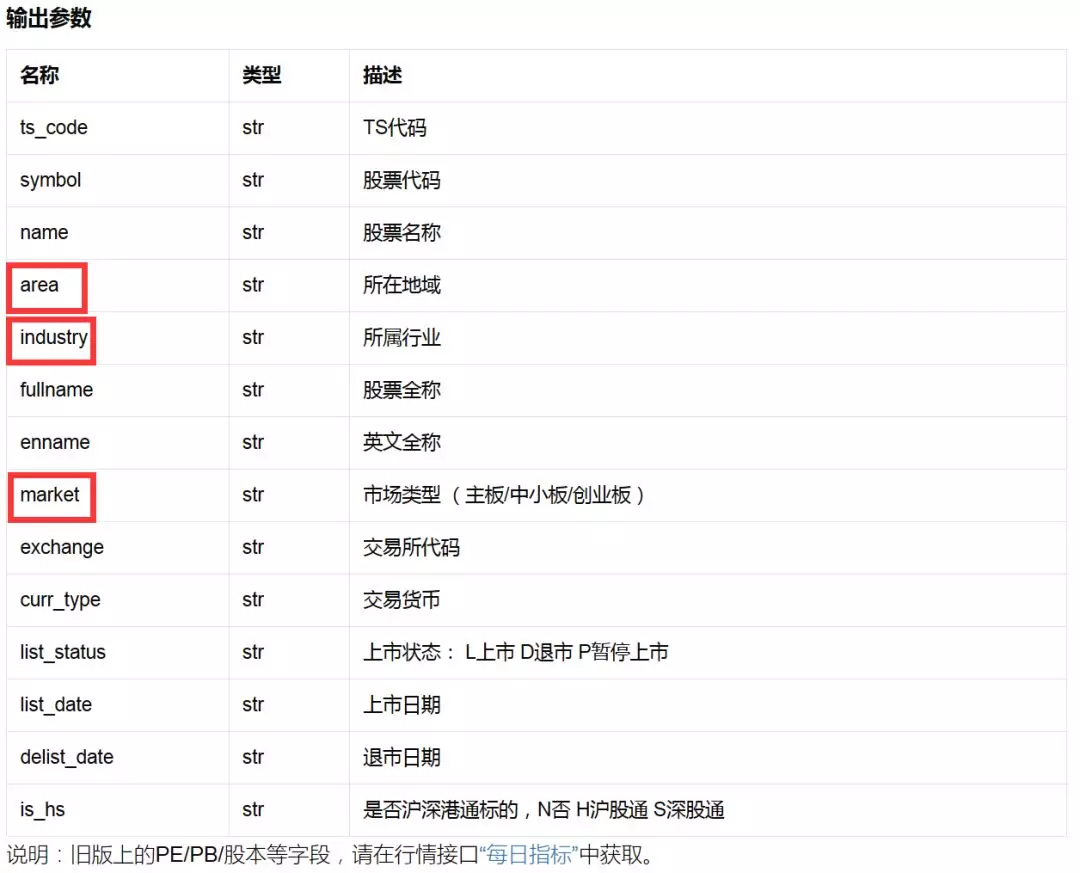 输出参数
名称 类型 描述
ts_code str TS代码
symbol str 股票代码
name str 股票名称
area str 所在地域
industry str 所属行业
fullname str 股票全称
enname str 英文全称
market str 市场类型 （主板/中小板/创业板）
exchange str 交易所代码
curr_type str 交易货币
list_status str 上市状态： L上市 D退市 P暂停上市
list_date str 上市日期
delist_date str 退市日期
is_hs str 是否沪深港通标的，N否 H沪股通 S深股通
说明：旧版上的PE/PB/股本等字段，请在行情接口“每日指标”中获取。